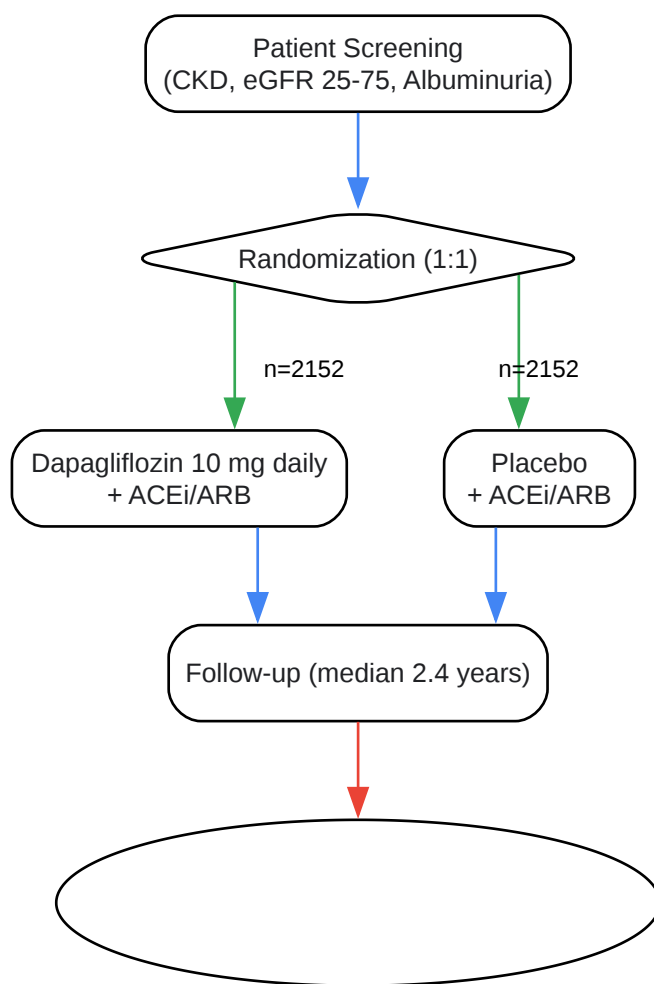 Patient Screening
(CKD, eGFR 25-75, Albuminuria)
Randomization (1:1)
n=2152
n=2152
Dapagliflozin 10 mg daily
+ ACEi/ARB
Placebo
+ ACEi/ARB
Follow-up (median 2.4 years)